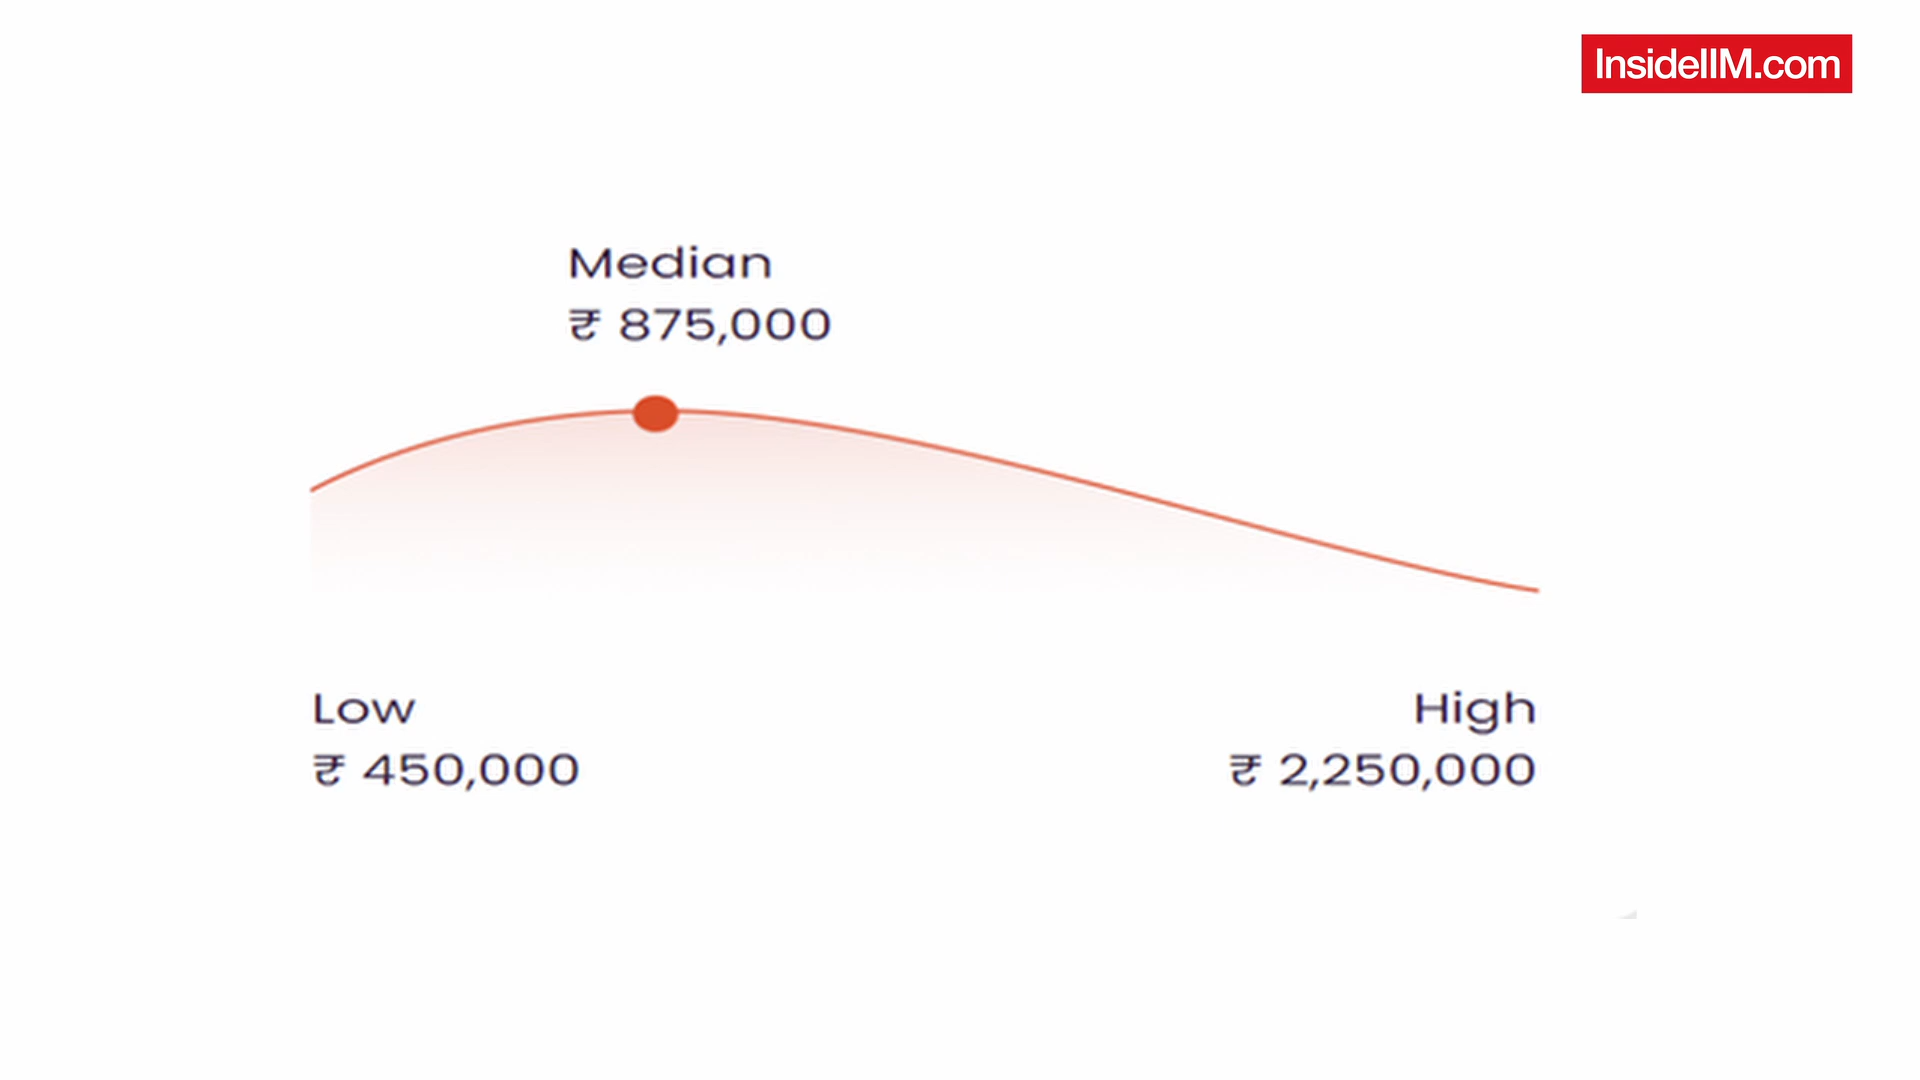 InsideIIM.com
Median
₹ 875,000
Low
₹ 450,000
High
₹ 2,250,000